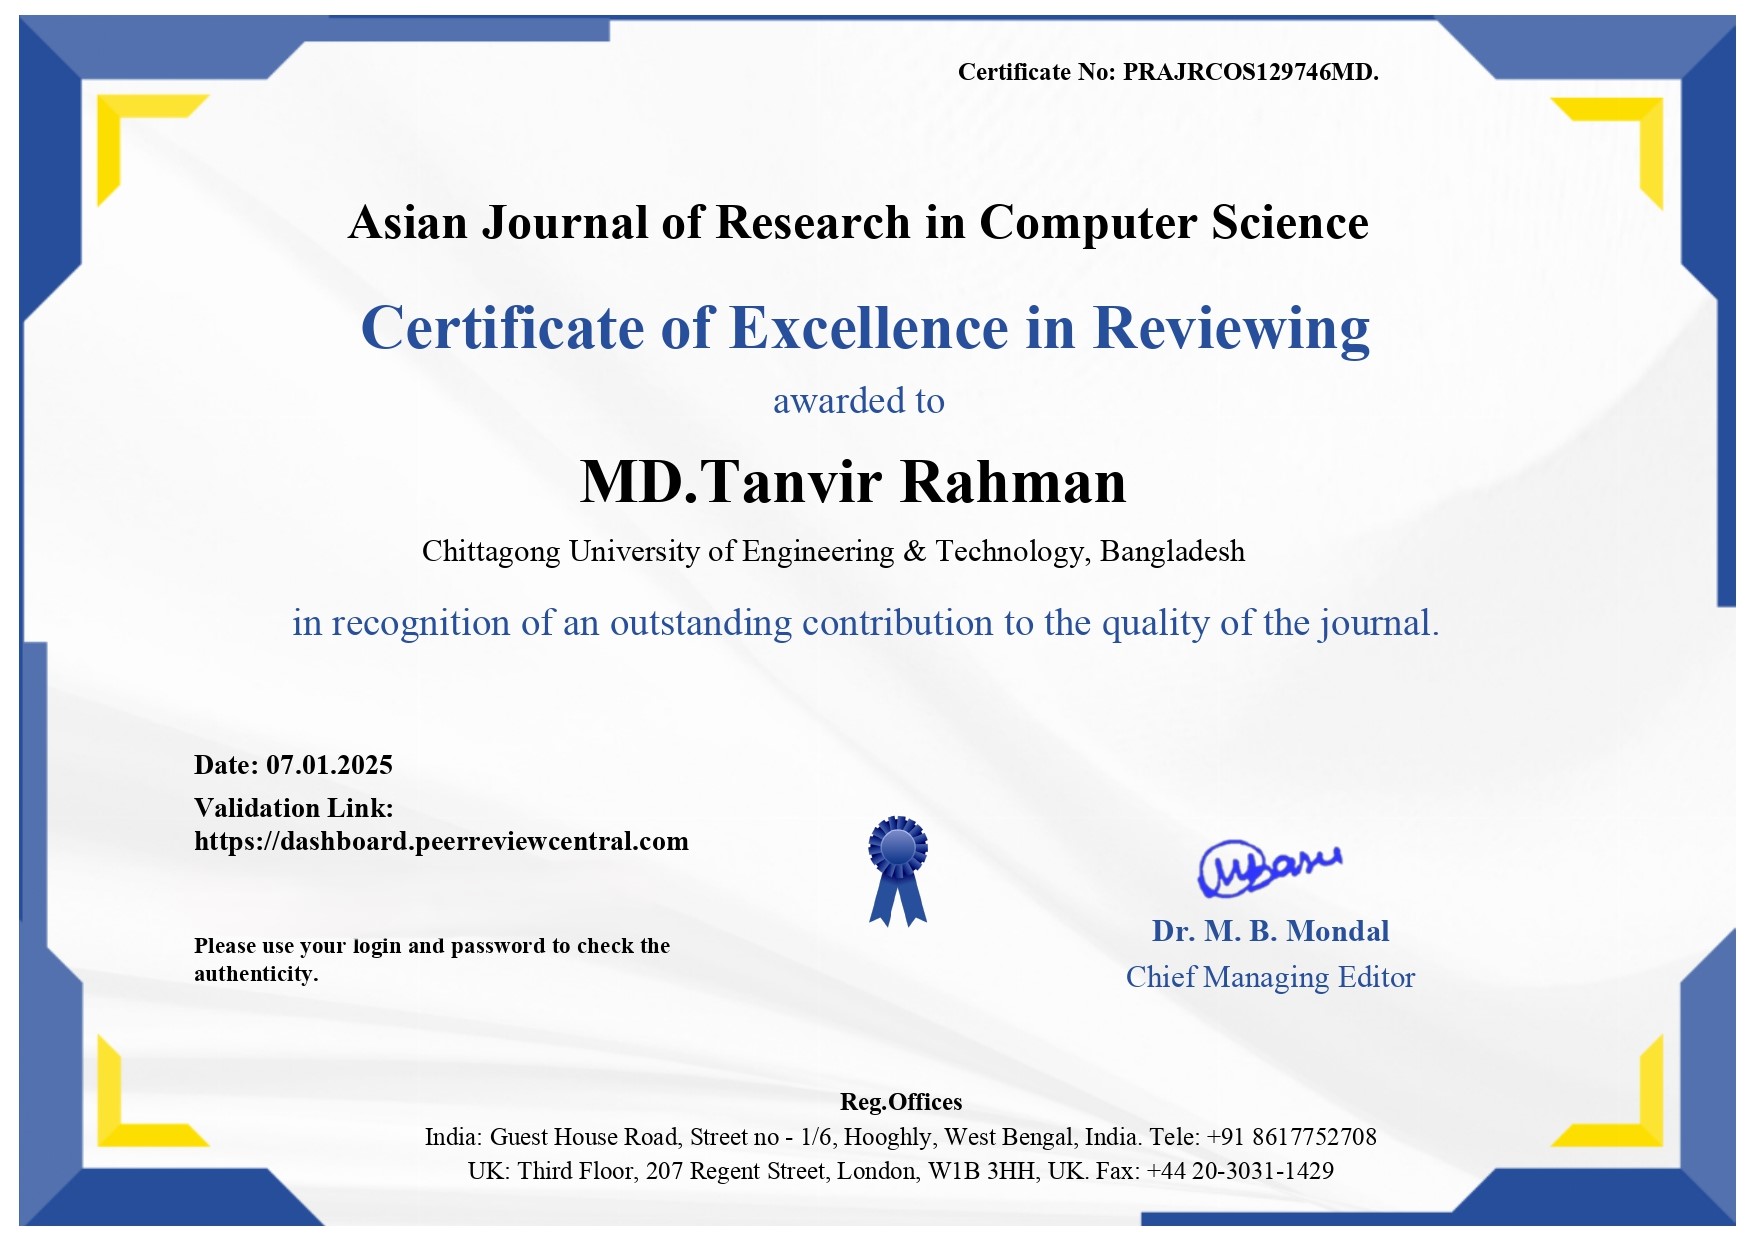 Certificate No: PRAJRCOS129746MD.
Asian Journal of Research in Computer Science
Certificate of Excellence in Reviewing
awarded to
MD.Tanvir Rahman
Chittagong University of Engineering & Technology, Bangladesh
in recognition of an outstanding contribution to the quality of the journal.
Date: 07.01.2025
Validation Link:
https://dashboard.peerreviewcentral.com
Please use your login and password to check the
authenticity.
MBasu
Dr. M. B. Mondal
Chief Managing Editor
Reg.Offices
India: Guest House Road, Street no - 1/6, Hooghly, West Bengal, India. Tele: +91 8617752708
UK: Third Floor, 207 Regent Street, London, W1B 3HH, UK. Fax: +44 20-3031-1429